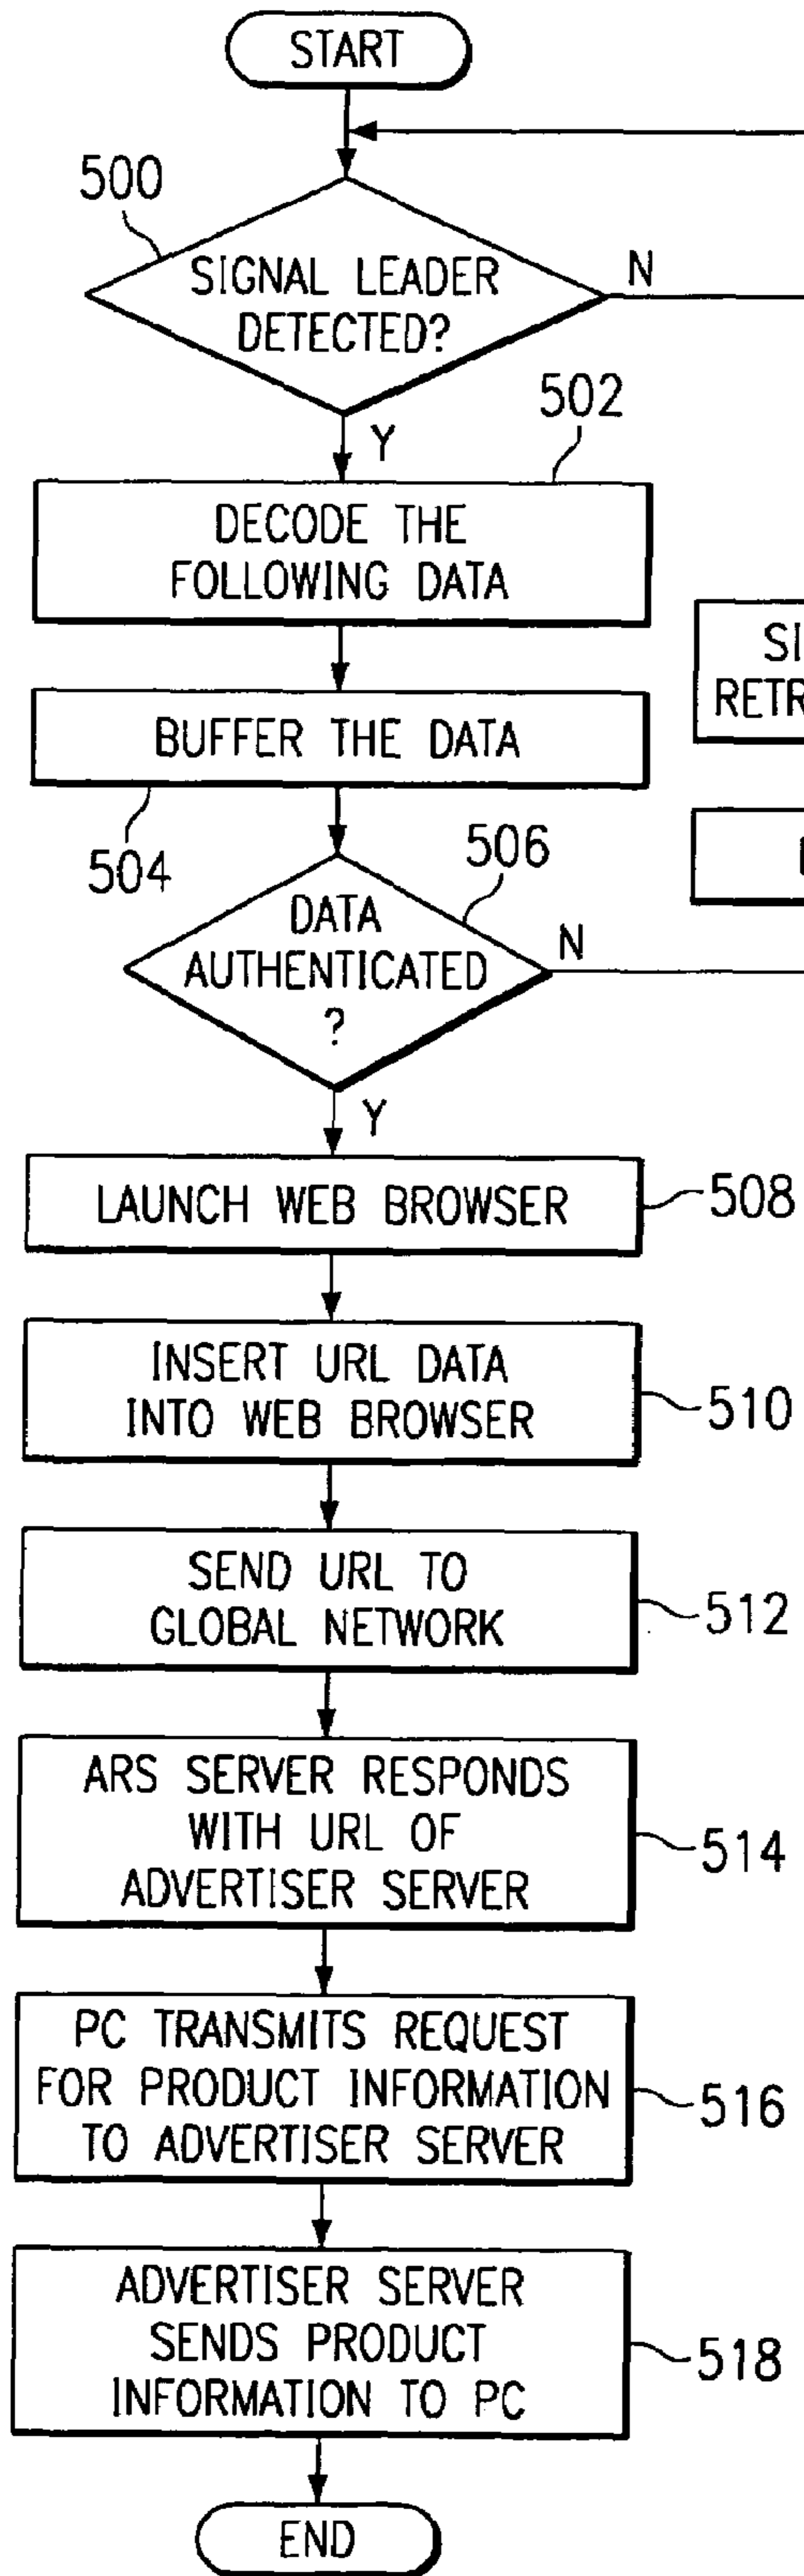 START
500
SIGNAL LEADER
DETECTED?
N
Y
502
DECODE THE
FOLLOWING DATA
BUFFER THE DATA
504
506
DATA
AUTHENTICATED
?
N
Y
LAUNCH WEB BROWSER
508
INSERT URL DATA
INTO WEB BROWSER
510
SEND URL TO
GLOBAL NETWORK
512
ARS SERVER RESPONDS
WITH URL OF
ADVERTISER SERVER
514
PC TRANSMITS REQUEST
FOR PRODUCT INFORMATION
TO ADVERTISER SERVER
516
ADVERTISER SERVER
SENDS PRODUCT
INFORMATION TO PC
518
END
SI
RETR